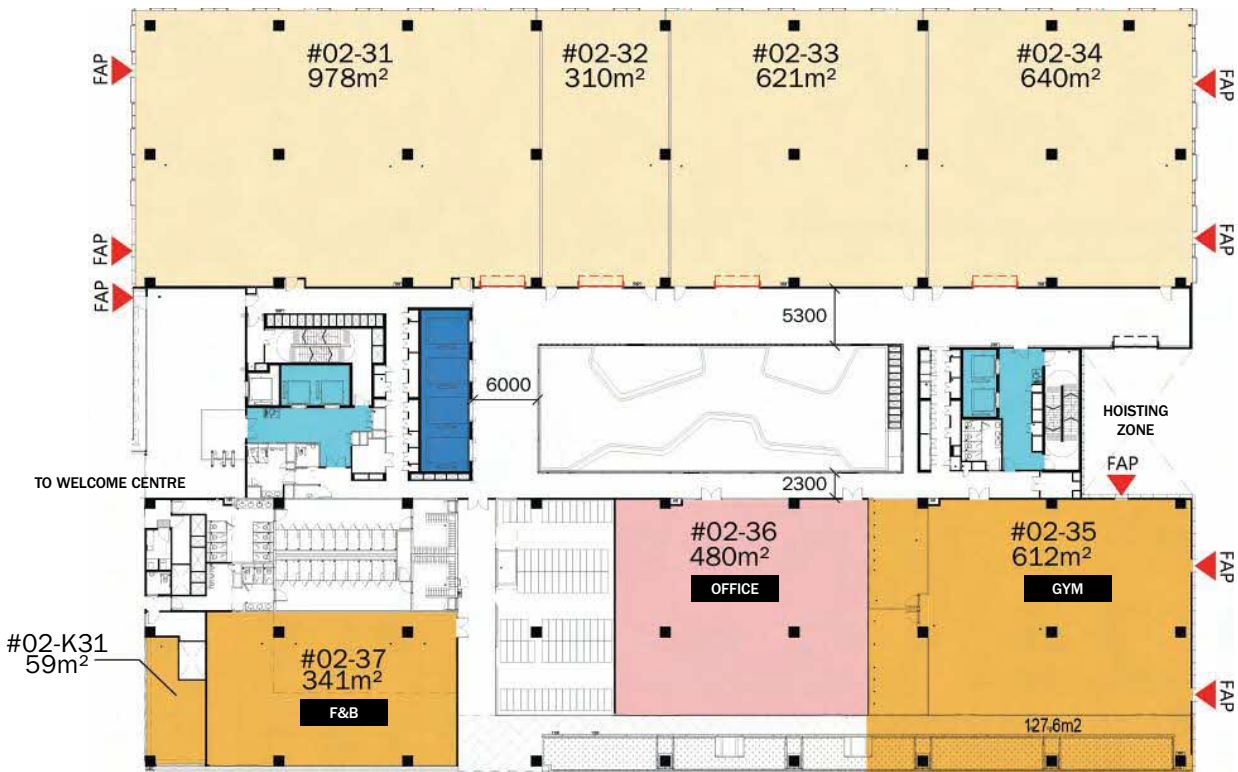 #02-31
978m²
#02-32
310m²
#02-33
621m²
#02-34
640m²
FAP
FAP
FAP
FAP
FAP
5300
6000
HOISTING
ZONE
FAP
TO WELCOME CENTRE
2300
#02-36
480m²
OFFICE
#02-35
612m²
GYM
FAP
#02-K31
59m²
#02-37
341m²
F&B
FAP
127.6m2